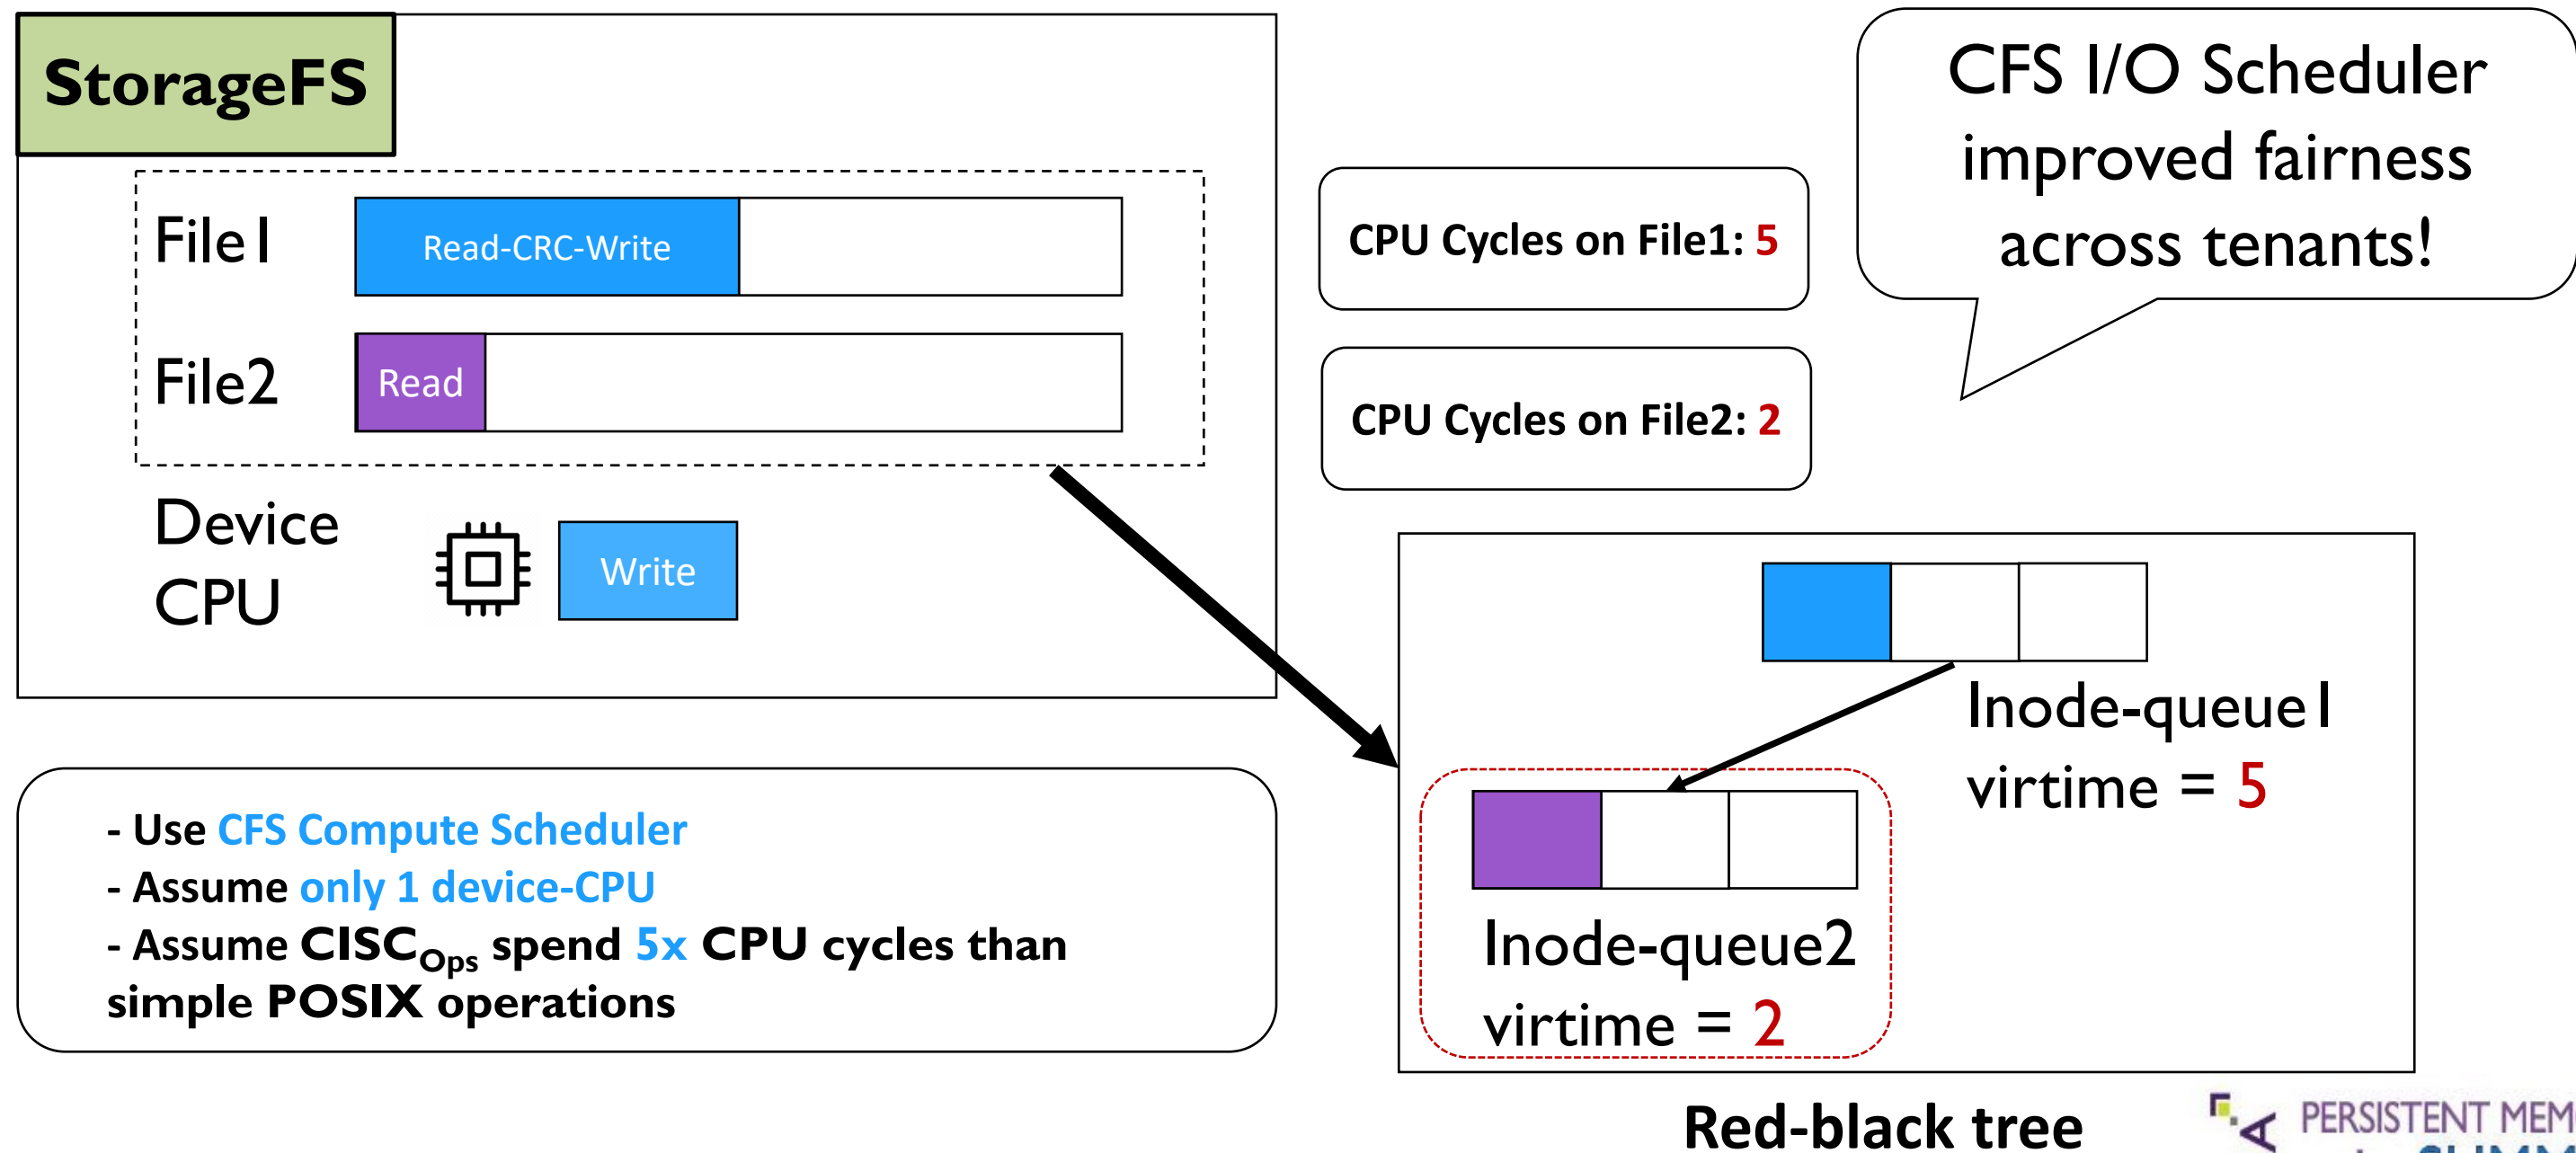 StorageFS
File1
Read-CRC-Write
File2
Read
Device
CPU
Write
CPU Cycles on File1: 5
CPU Cycles on File2: 2
CFS I/O Scheduler
improved fairness
across tenants!
- Use CFS Compute Scheduler
- Assume only 1 device-CPU
- Assume CISCOps spend 5x CPU cycles than
simple POSIX operations
Inode-queue1
virtime = 5
Inode-queue2
virtime = 2
Red-black tree
PERSISTENT MEM